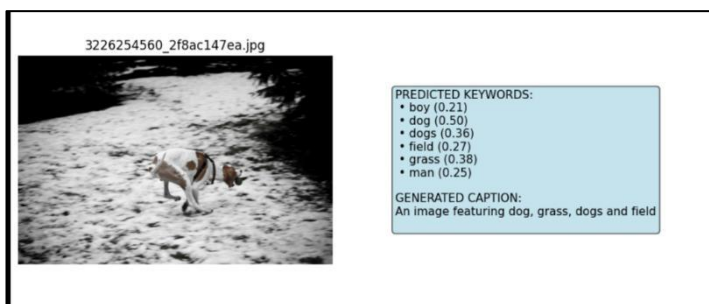 3226254560_2f8ac147ea.jpg
PREDICTED KEYWORDS:
• boy (0.21)
• dog (0.50)
• dogs (0.36)
• field (0.27)
• grass (0.38)
• man (0.25)
GENERATED CAPTION:
An image featuring dog, grass, dogs and field